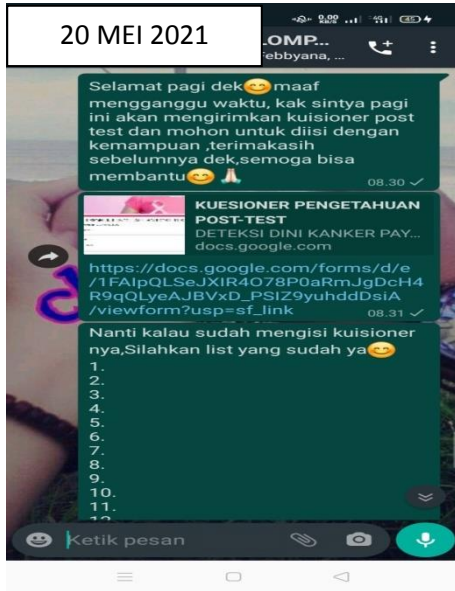 20 MEI 2021
LOMP...
Febbyana, ...
Selamat pagi dek😊maaf
mengganggu waktu, kak sintya pagi
ini akan mengirimkan kuisioner post
test dan mohon untuk diisi dengan
kemampuan ,terimakasih
sebelumnya dek,semoga bisa
membantu😊🙏🏻
08.30
KUESIONER PENGETAHUAN
POST-TEST
DETEKSI DINI KANKER PAY...
docs.google.com
https://docs.google.com/forms/d/e
/1FAIpQLSeJXIR4O78P0aRmJgDcH4
R9qQLyeAJBVxD_PSIZ9yuhddDsiA
/viewform?usp=sf_link
08.31
Nanti kalau sudah mengisi kuisioner
nya,Silahkan list yang sudah ya😊
1.
2.
3.
4.
5.
6.
7.
8.
9.
10.
11.
12.
Ketik pesan